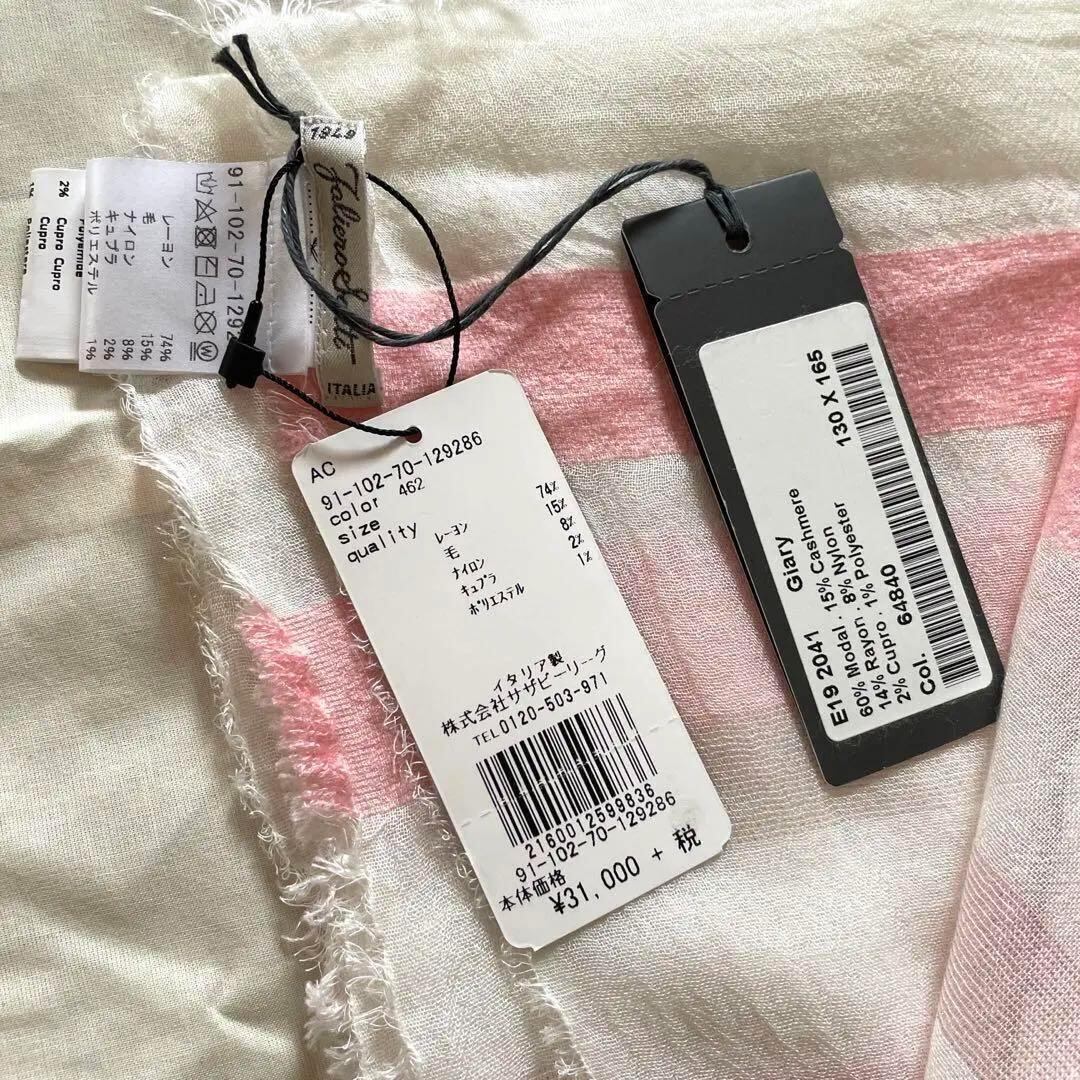 1949
Faliero Sarti
ITALIA
91-102-70-1292
レーヨン 74%
毛 15%
ナイロン 8%
キュプラ 2%
ポリエステル 1%
2% Cupro Cupro
Cupro
AC
91-102-70-129286
color 462
size
quality
レーヨン 74%
毛 15%
ナイロン 8%
キュプラ 2%
ポリエステル 1%
イタリア製
株式会社サザビーリーグ
TEL0120-503-971
2160012599836
91-102-70-129286
本体価格
¥31,000 + 税
E19 2041 Giary
60% Modal . 15% Cashmere
14% Rayon . 8% Nylon
2% Cupro . 1% Polyester 130 X 165
Col. 64840